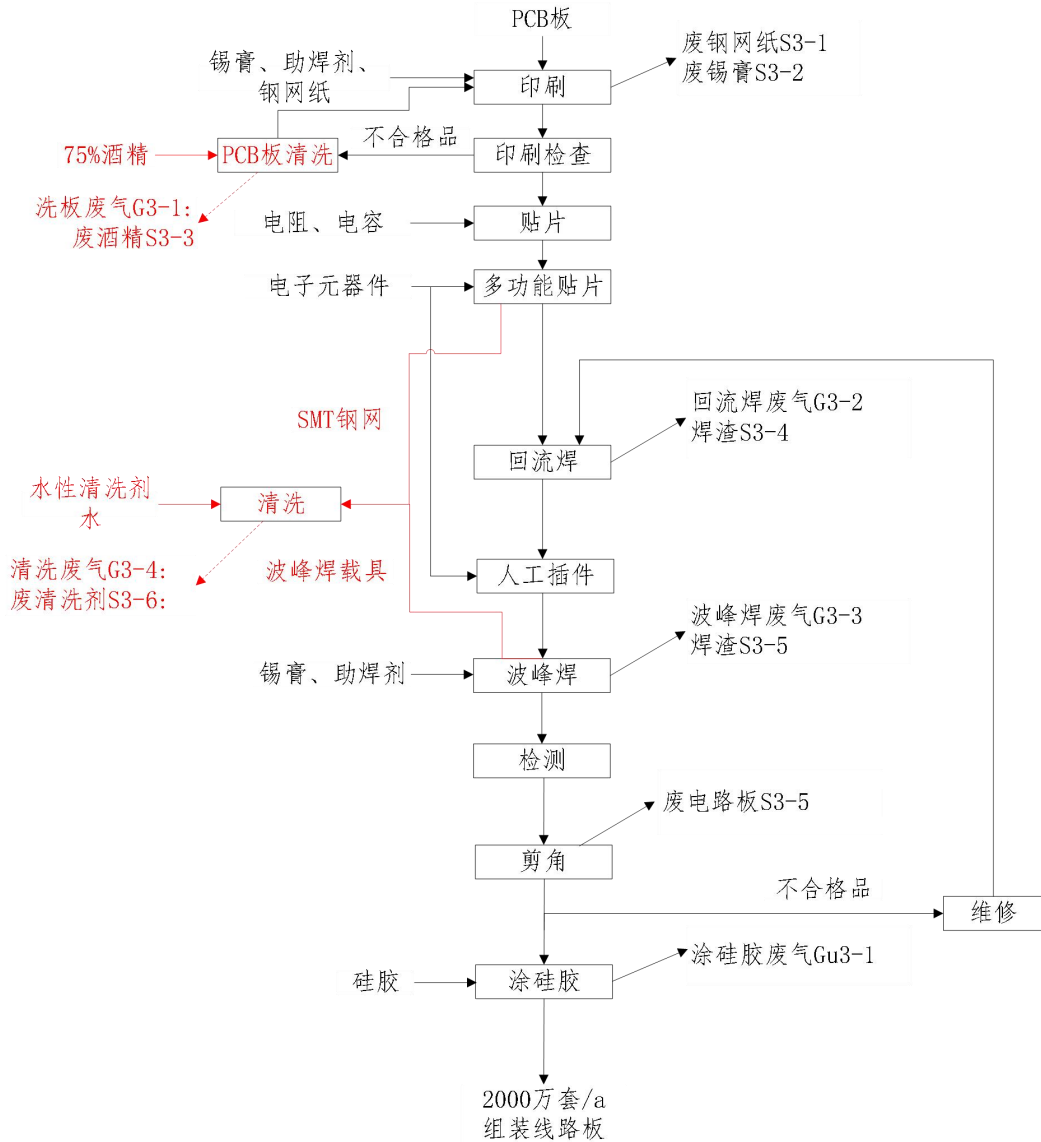 PCB板
锡膏、助焊剂、
钢网纸
废钢网纸S3-1
废锡膏S3-2
印刷
75%酒精
PCB板清洗
不合格品
印刷检查
洗板废气G3-1:
废酒精S3-3
电阻、电容
贴片
电子元器件
多功能贴片
SMT钢网
回流焊废气G3-2
焊渣S3-4
回流焊
水性清洗剂
水
清洗
清洗废气G3-4:
废清洗剂S3-6:
波峰焊载具
人工插件
波峰焊废气G3-3
焊渣S3-5
锡膏、助焊剂
波峰焊
检测
废电路板S3-5
剪角
不合格品
维修
涂硅胶废气Gu3-1
硅胶
涂硅胶
2000万套/a
组装线路板